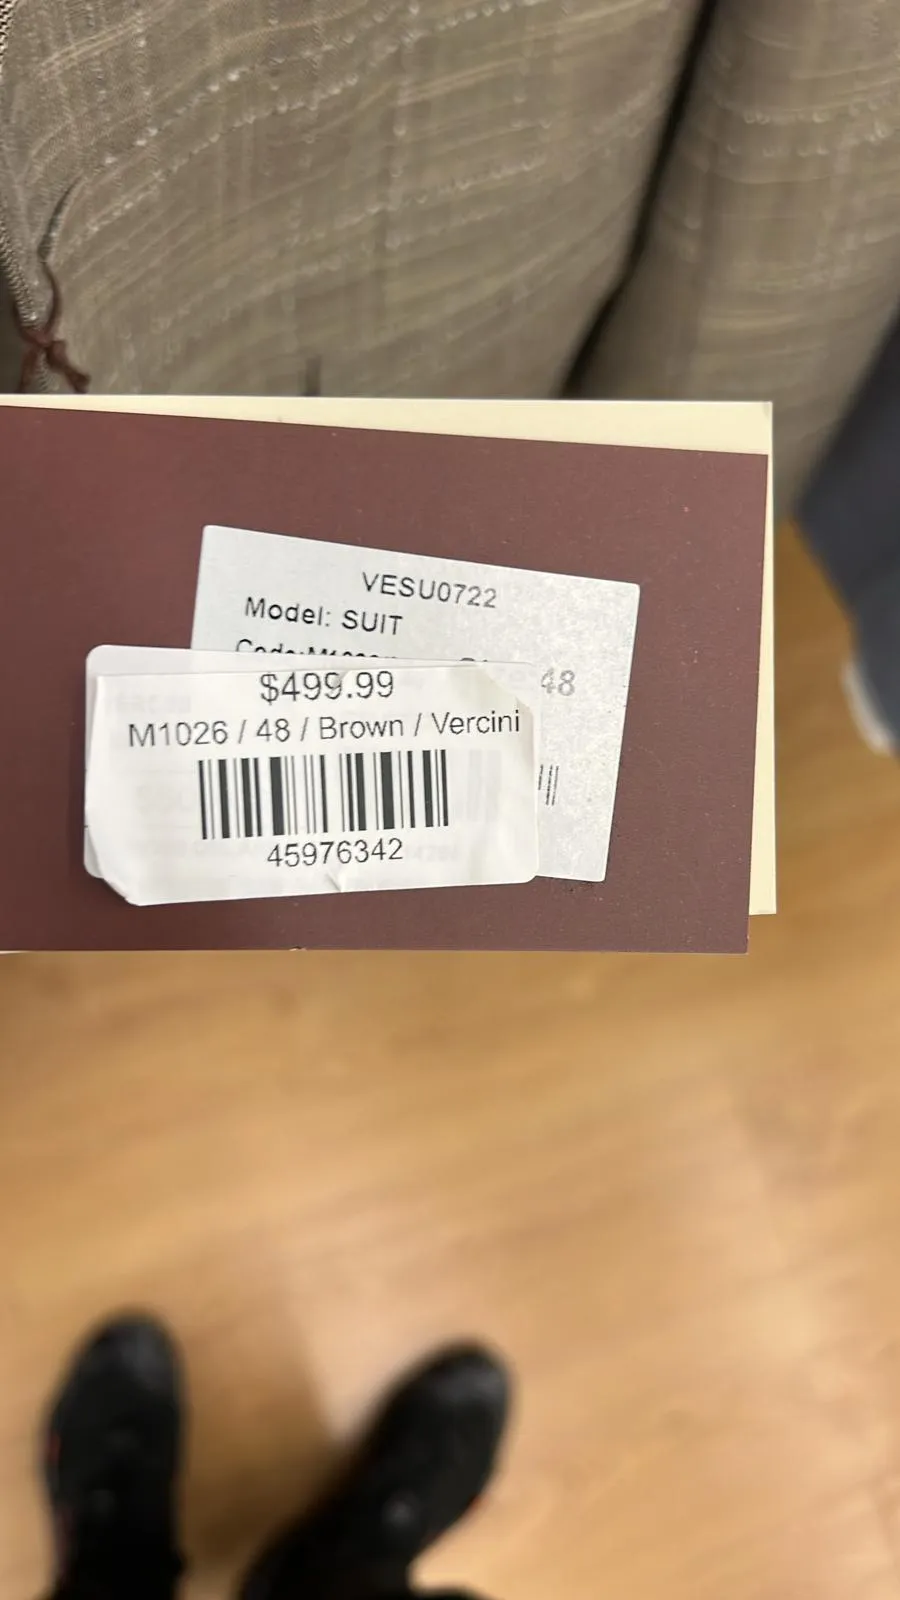 VESU0722
Model: SUIT
48
$499.99
M1026 / 48 / Brown / Vercini
45976342